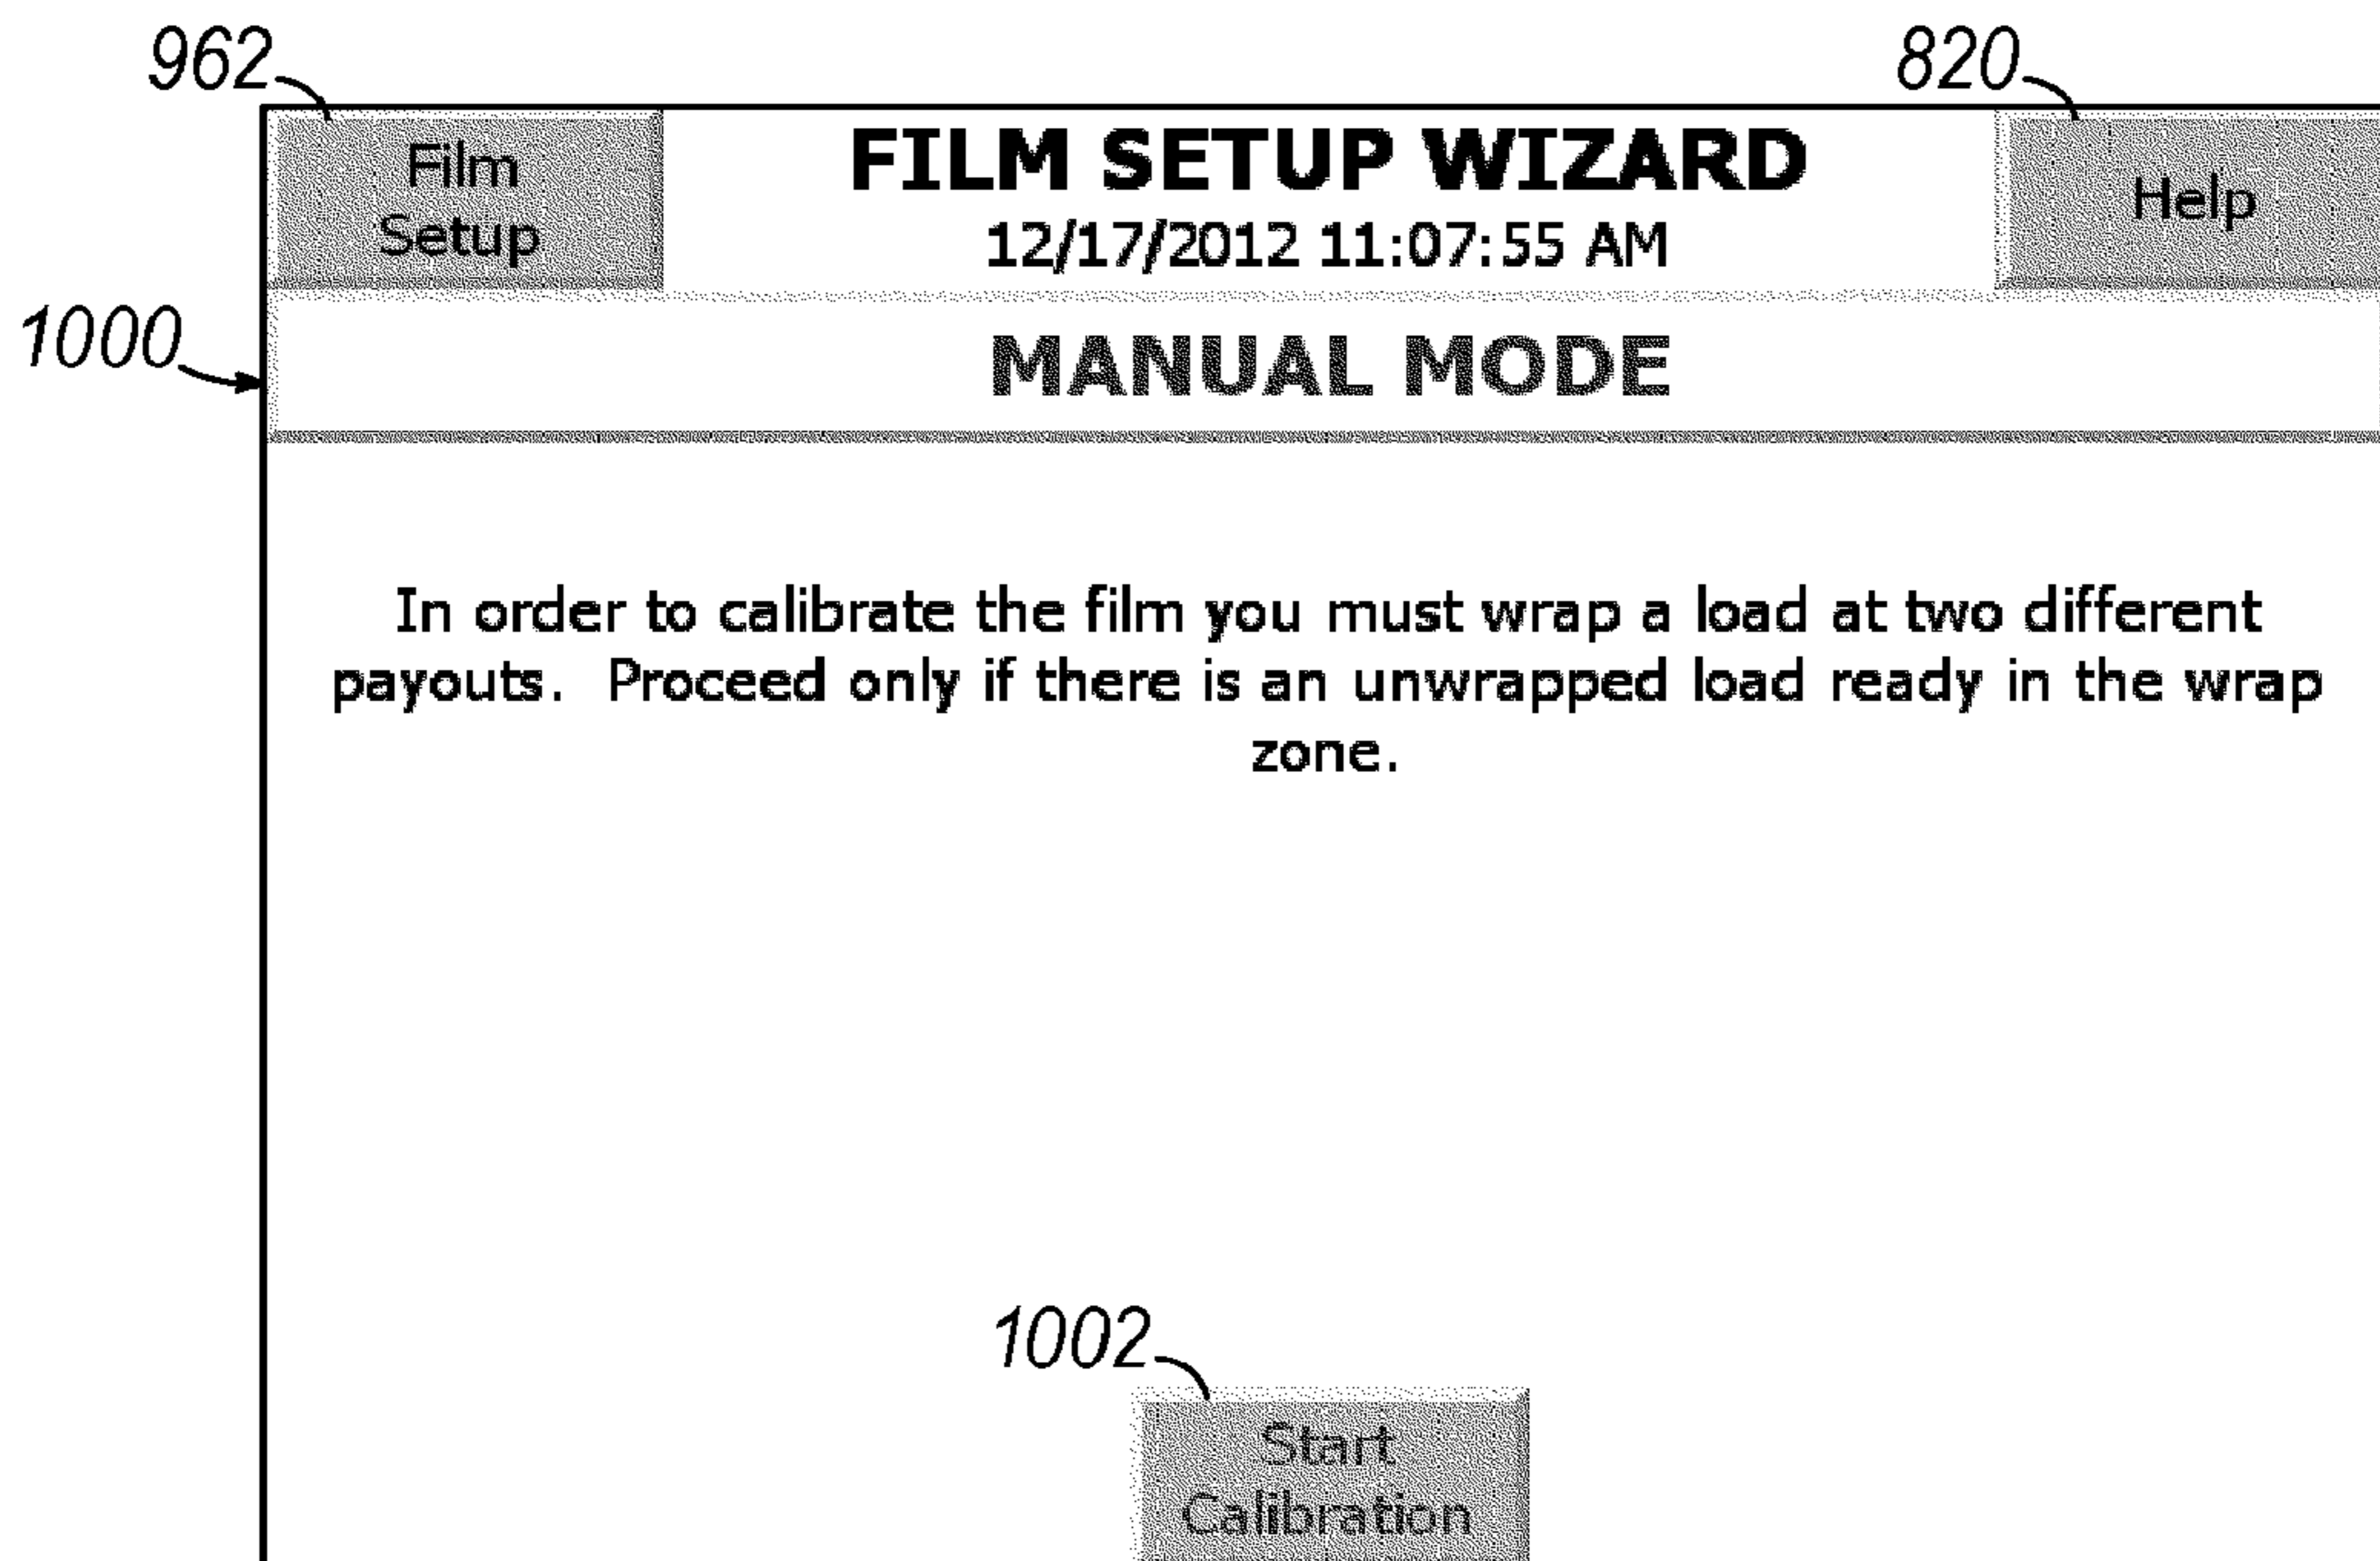 962
820
Film
Setup
FILM SETUP WIZARD
12/17/2012 11:07:55 AM
Help
1000
MANUAL MODE
In order to calibrate the film you must wrap a load at two different
payouts.  Proceed only if there is an unwrapped load ready in the wrap
zone.
1002
Start
Calibration